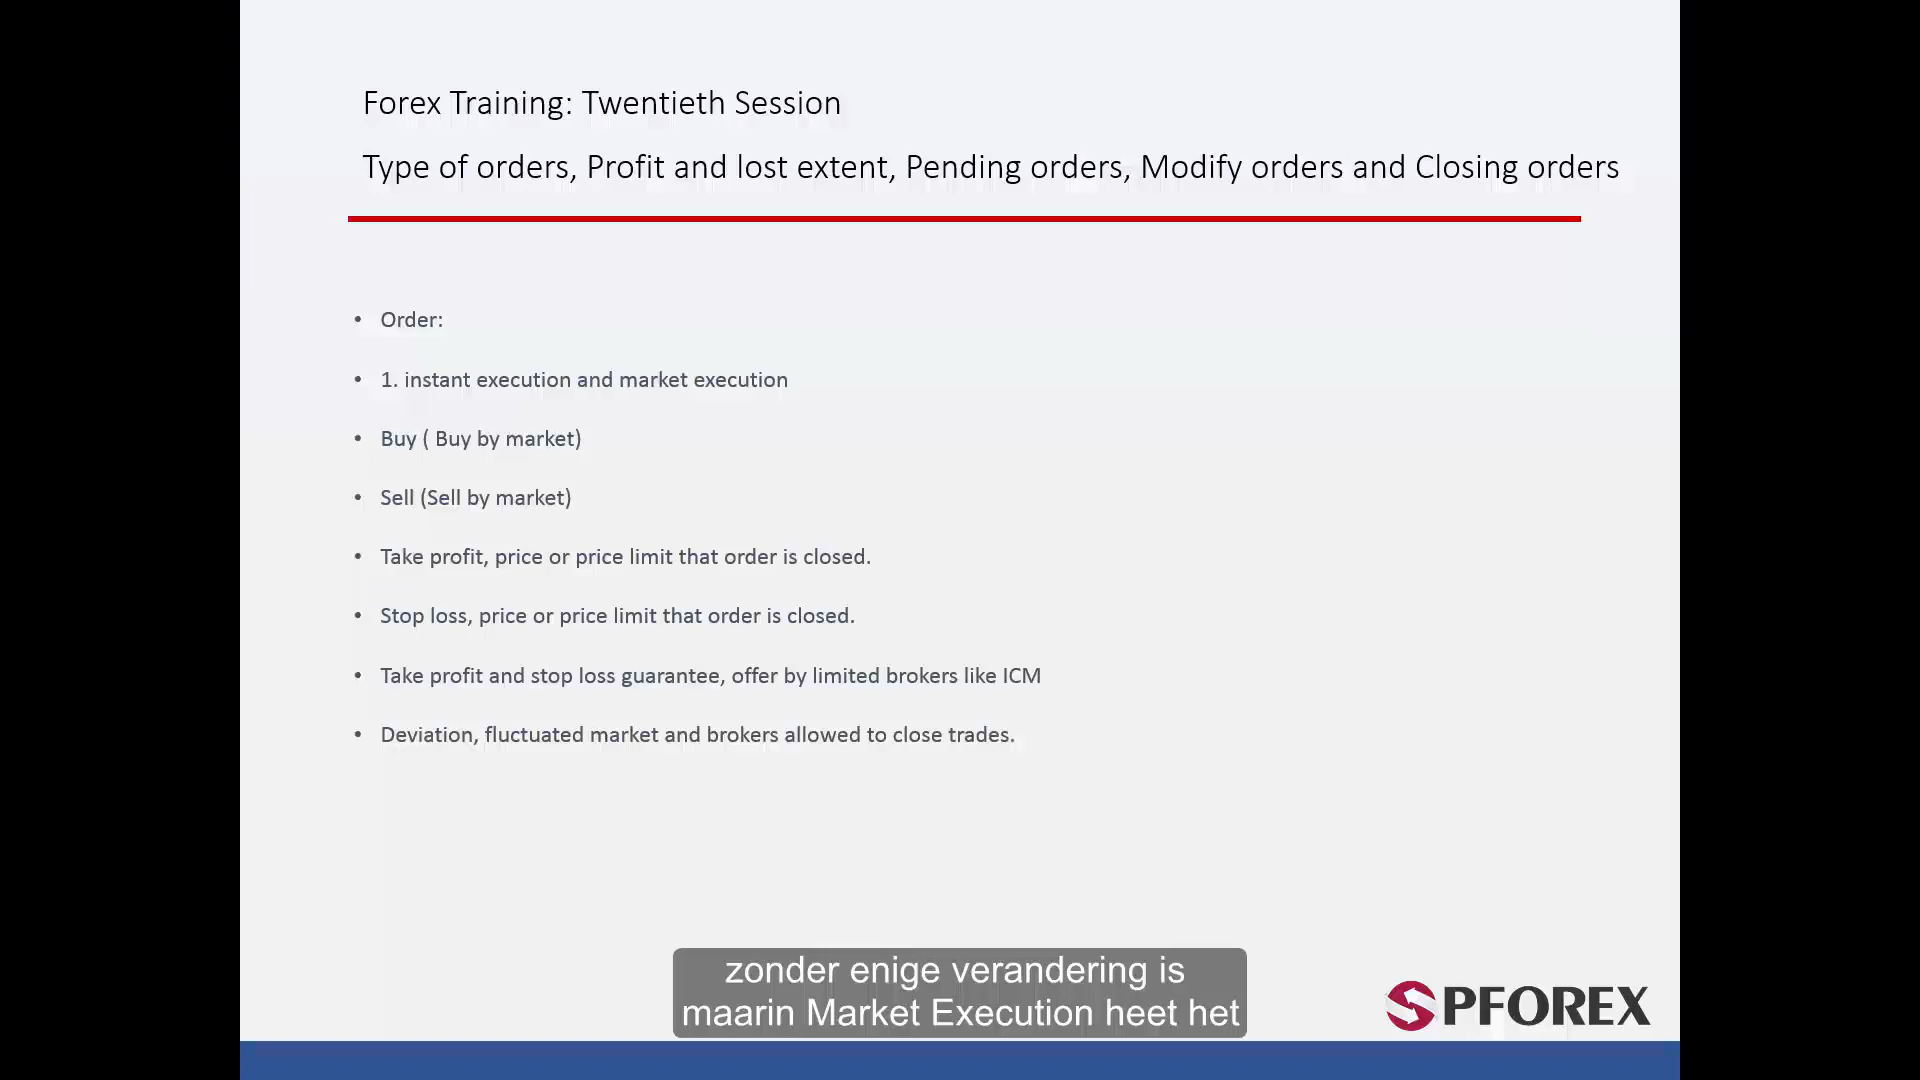 Forex Training: Twentieth Session
Type of orders, Profit and lost extent, Pending orders, Modify orders and Closing orders
• Order:
• 1. instant execution and market execution
• Buy ( Buy by market)
• Sell (Sell by market)
• Take profit, price or price limit that order is closed.
• Stop loss, price or price limit that order is closed.
• Take profit and stop loss guarantee, offer by limited brokers like ICM
• Deviation, fluctuated market and brokers allowed to close trades.
zonder enige verandering is
maarin Market Execution heet het
PFOREX